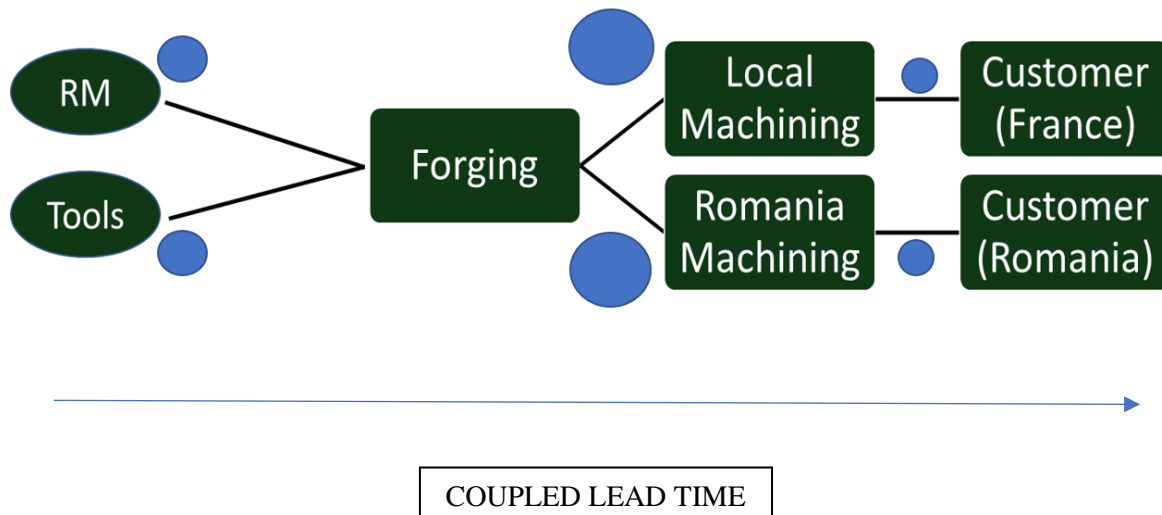 RM
Tools
Forging
Local
Machining
Customer
(France)
Romania
Machining
Customer
(Romania)
COUPLED LEAD TIME